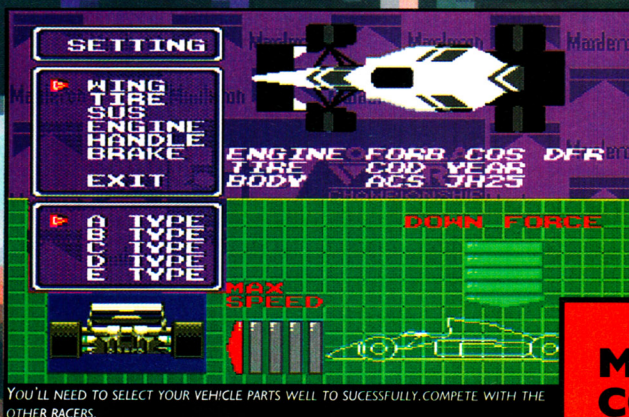 SETTING
WING
TIRE
SUS
ENGINE
HANDLE
BRAKE
EXIT
ENGINE FORB COS DFR
TIRE COD YEAR
BODY ACS JH25
CHAMPIONSHIP
A TYPE
B TYPE
C TYPE
D TYPE
E TYPE
DOWN FORCE
MAX
SPEED
YOU'LL NEED TO SELECT YOUR VEHICLE PARTS WELL TO SUCESSFULLY.COMPETE WITH THE
OTHER RACERS.